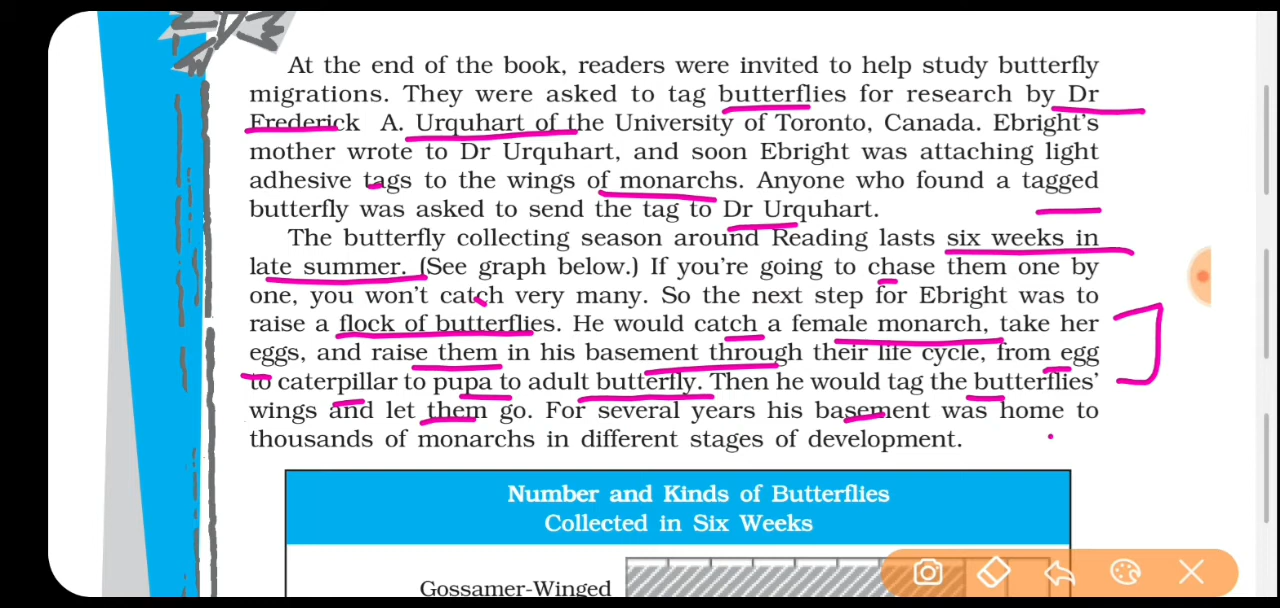 At the end of the book, readers were invited to help study butterfly
migrations. They were asked to tag butterflies for research by Dr
Frederick A. Urquhart of the University of Toronto, Canada. Ebright's
mother wrote to Dr Urquhart, and soon Ebright was attaching light
adhesive tags to the wings of monarchs. Anyone who found a tagged
butterfly was asked to send the tag to Dr Urquhart.
The butterfly collecting season around Reading lasts six weeks in
late summer. (See graph below.) If you're going to chase them one by
one, you won't catch very many. So the next step for Ebright was to
raise a flock of butterflies. He would catch a female monarch, take her
eggs, and raise them in his basement through their life cycle, from egg
to caterpillar to pupa to adult butterfly. Then he would tag the butterflies'
wings and let them go. For several years his basement was home to
thousands of monarchs in different stages of development.
Number and Kinds of Butterflies
Collected in Six Weeks
Gossamer-Winged